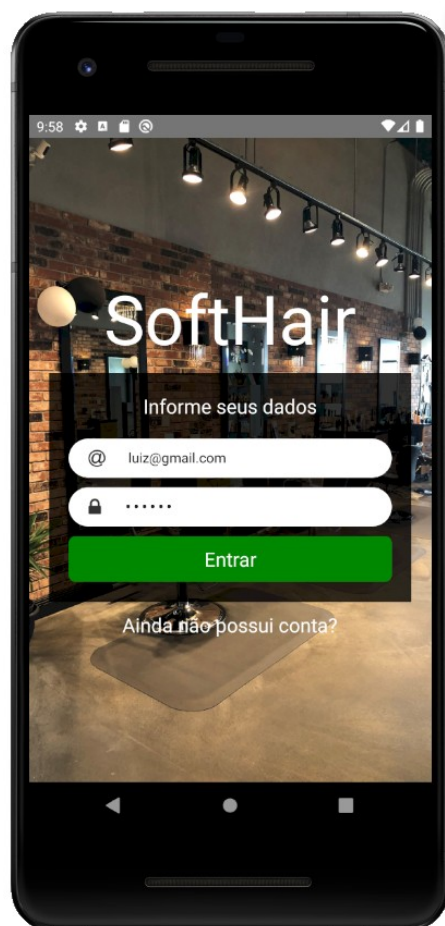 9:58
SoftHair
Informe seus dados
@ luiz@gmail.com
••••••
Entrar
Ainda não possui conta?